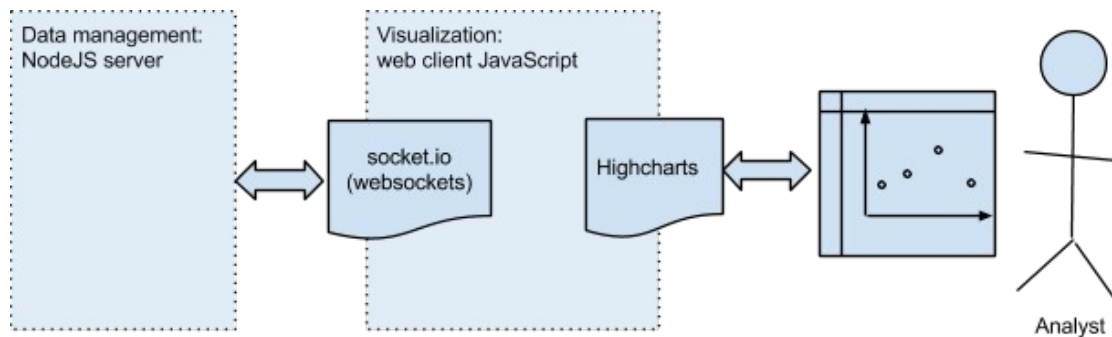 Data management:
NodeJS server
Visualization:
web client JavaScript
socket.io
(websockets)
Highcharts
Analyst